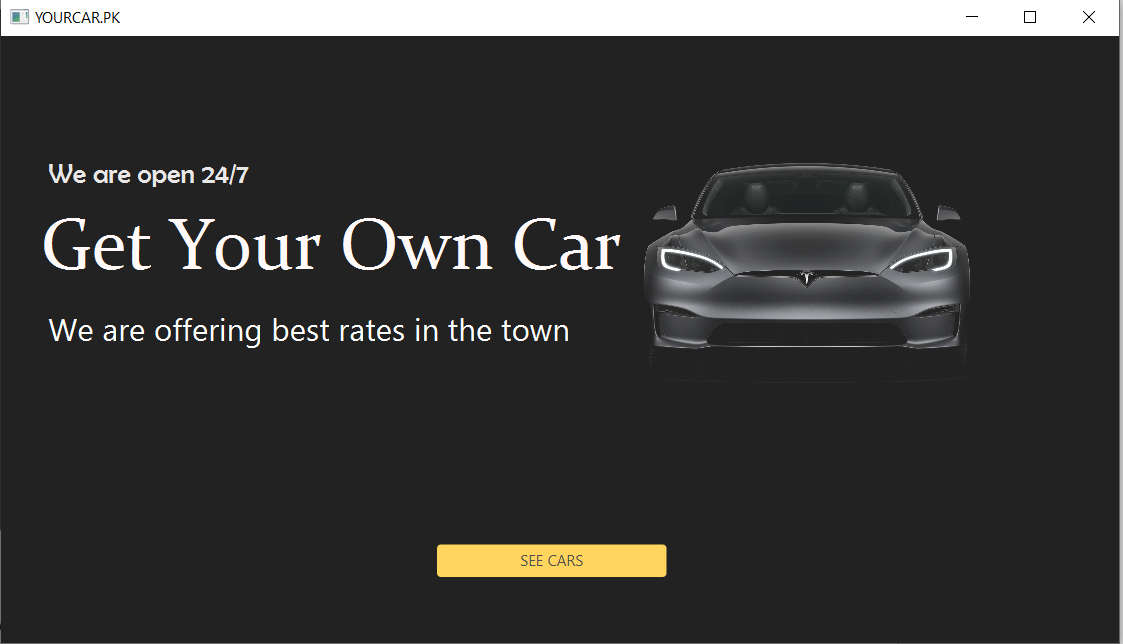 YOURCAR.PK
We are open 24/7
Get Your Own Car
We are offering best rates in the town
SEE CARS